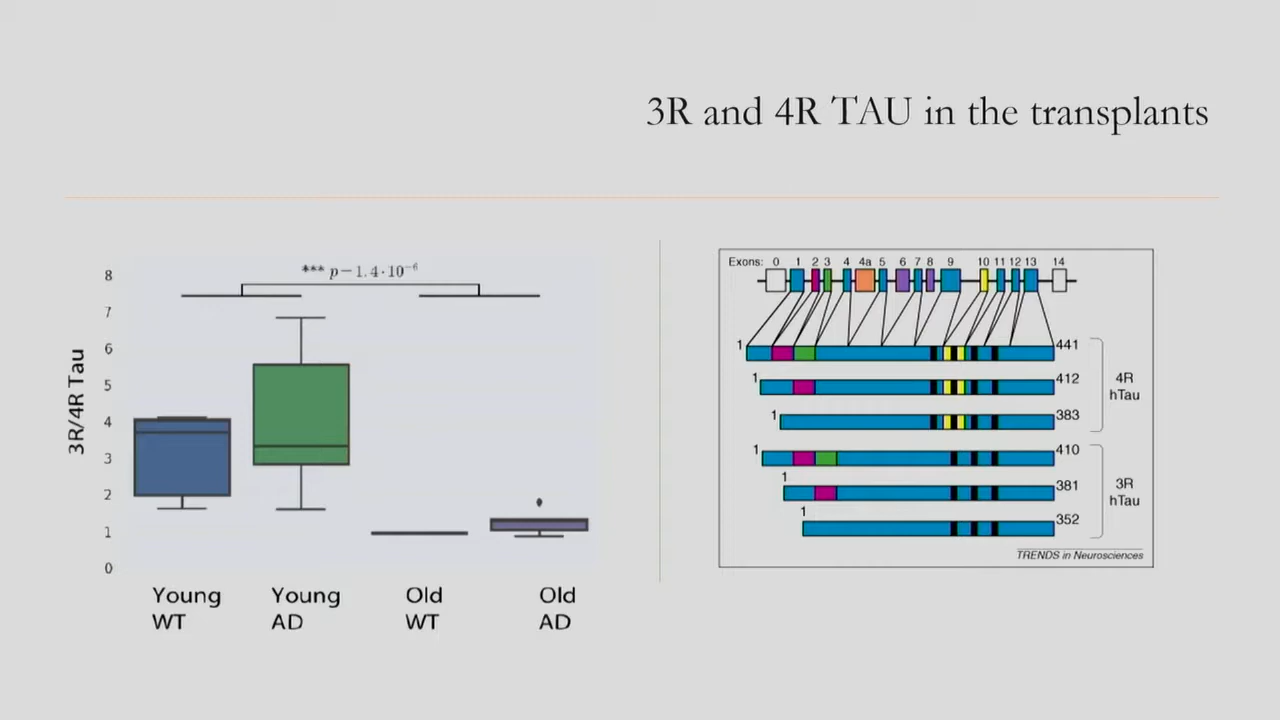 3R and 4R TAU in the transplants
*** p=1.4·10⁻⁶
8
7
6
5
4
3
2
1
0
3R/4R Tau
Young WT
Young AD
Old WT
Old AD
Exons: 0 1 2 3 4 4a 5 6 7 8 9 10 11 12 13 14
1 441
1 412
1 383
4R hTau
1 410
1 381
1 352
3R hTau
TRENDS in Neurosciences